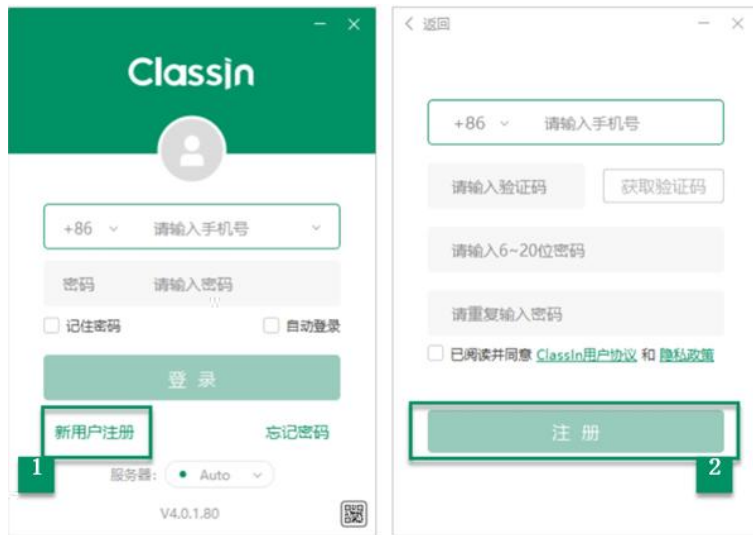 ClassIn
+86 请输入手机号
密码 请输入密码
记住密码 自动登录
登 录
新用户注册 忘记密码
1
服务器: Auto
V4.0.1.80
返回
+86 请输入手机号
请输入验证码 获取验证码
请输入6~20位密码
请重复输入密码
已阅读并同意 ClassIn用户协议 和 隐私政策
注 册
2